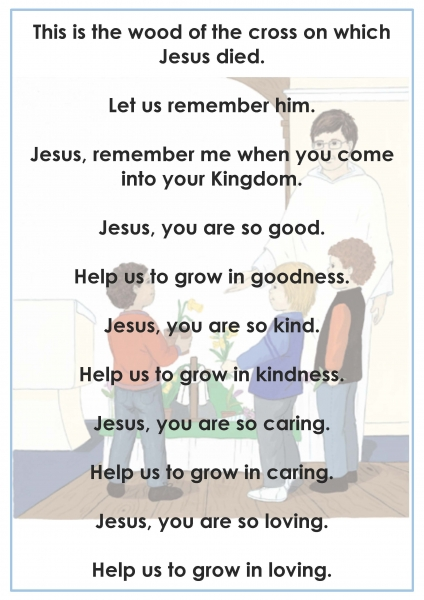 This is the wood of the cross on which
Jesus died.
Let us remember him.
Jesus, remember me when you come
into your Kingdom.
Jesus, you are so good.
Help us to grow in goodness.
Jesus, you are so kind.
Help us to grow in kindness.
Jesus, you are so caring.
Help us to grow in caring.
Jesus, you are so loving.
Help us to grow in loving.